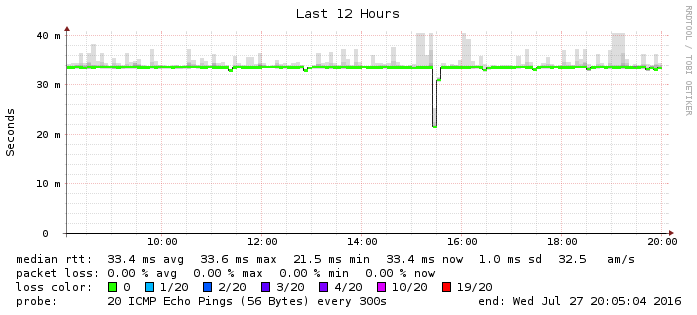 Last 12 Hours
RRDTOOL / TOBI OETIKER
Seconds
40 m
30 m
20 m
10 m
0
10:00 12:00 14:00 16:00 18:00 20:00
median rtt: 33.4 ms avg 33.6 ms max 21.5 ms min 33.4 ms now 1.0 ms sd 32.5 am/s
packet loss: 0.00 % avg 0.00 % max 0.00 % min 0.00 % now
loss color: 0 1/20 2/20 3/20 4/20 10/20 19/20
probe: 20 ICMP Echo Pings (56 Bytes) every 300s end: Wed Jul 27 20:05:04 2016